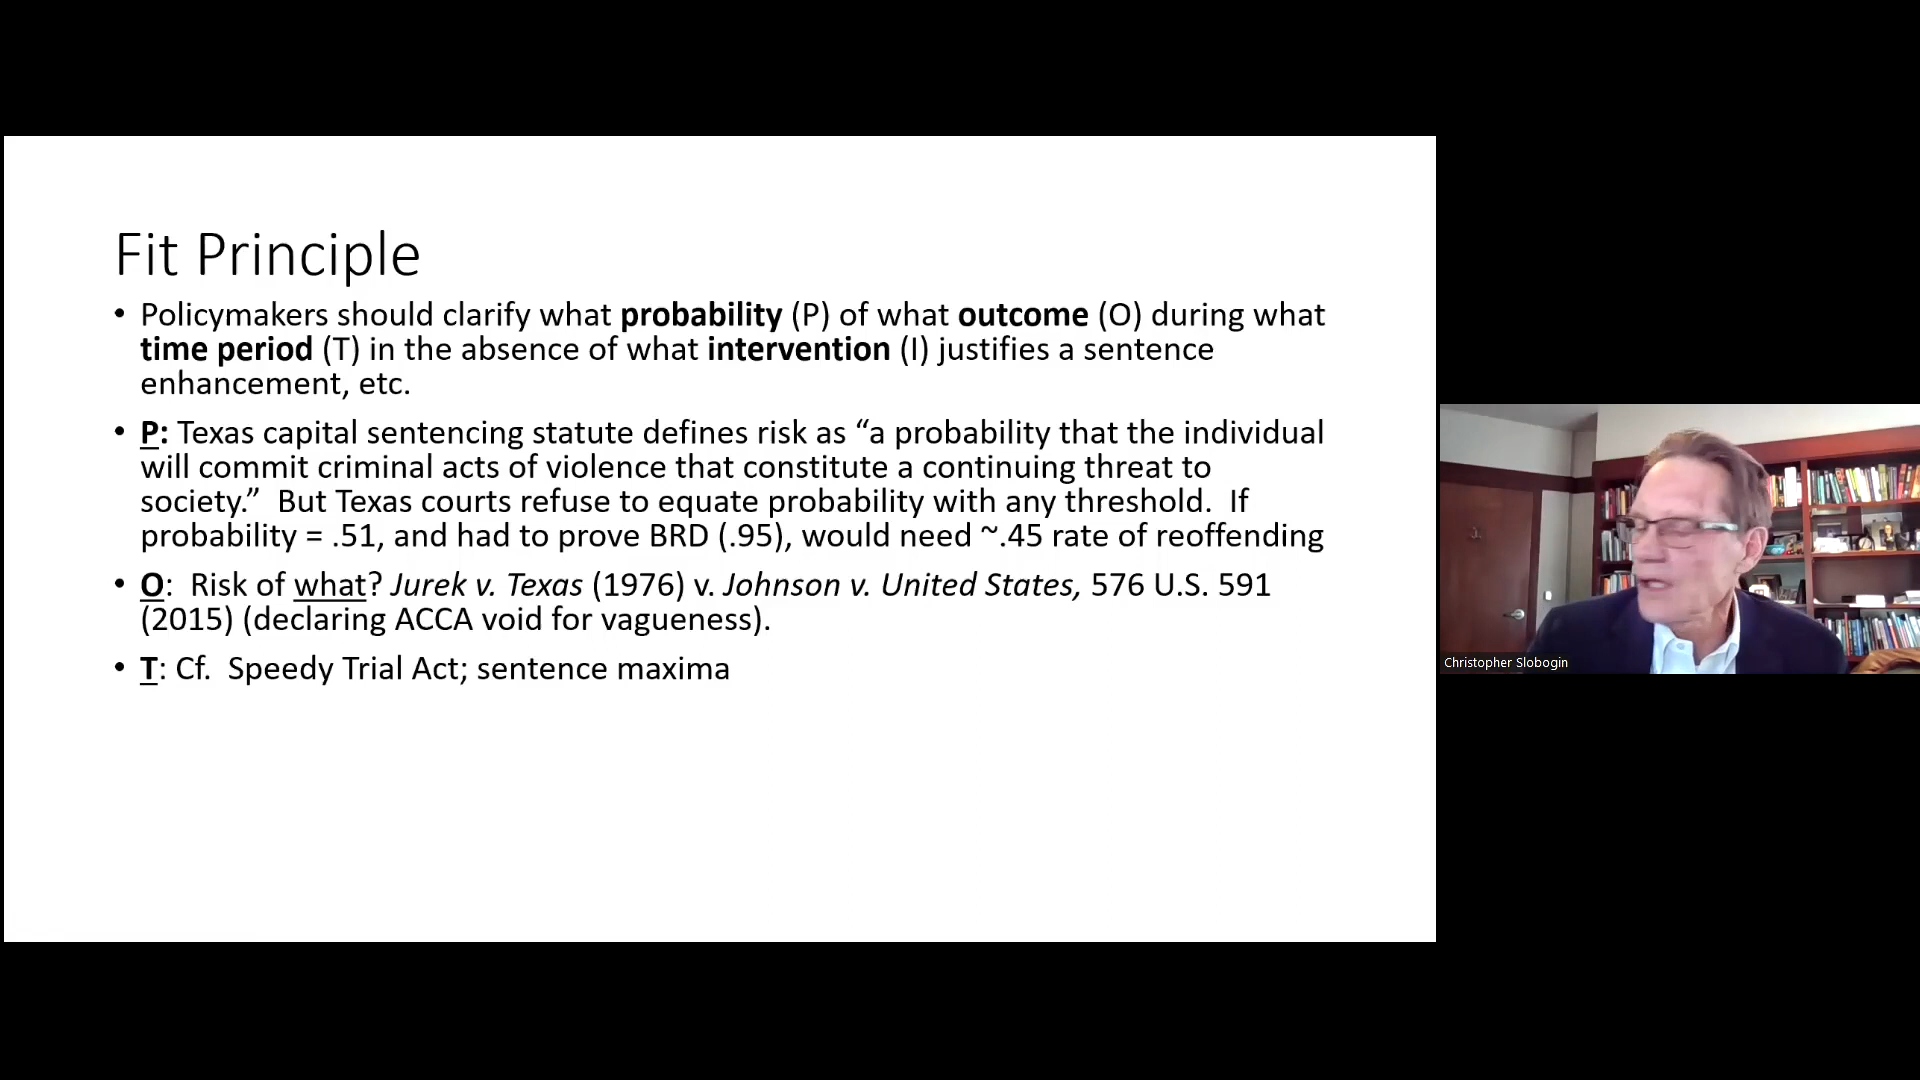 Fit Principle
• Policymakers should clarify what probability (P) of what outcome (O) during what
time period (T) in the absence of what intervention (I) justifies a sentence
enhancement, etc.
• P: Texas capital sentencing statute defines risk as “a probability that the individual
will commit criminal acts of violence that constitute a continuing threat to
society.”  But Texas courts refuse to equate probability with any threshold.  If
probability = .51, and had to prove BRD (.95), would need ~.45 rate of reoffending
• O:  Risk of what? Jurek v. Texas (1976) v. Johnson v. United States, 576 U.S. 591
(2015) (declaring ACCA void for vagueness).
• T: Cf.  Speedy Trial Act; sentence maxima
Christopher Slobogin